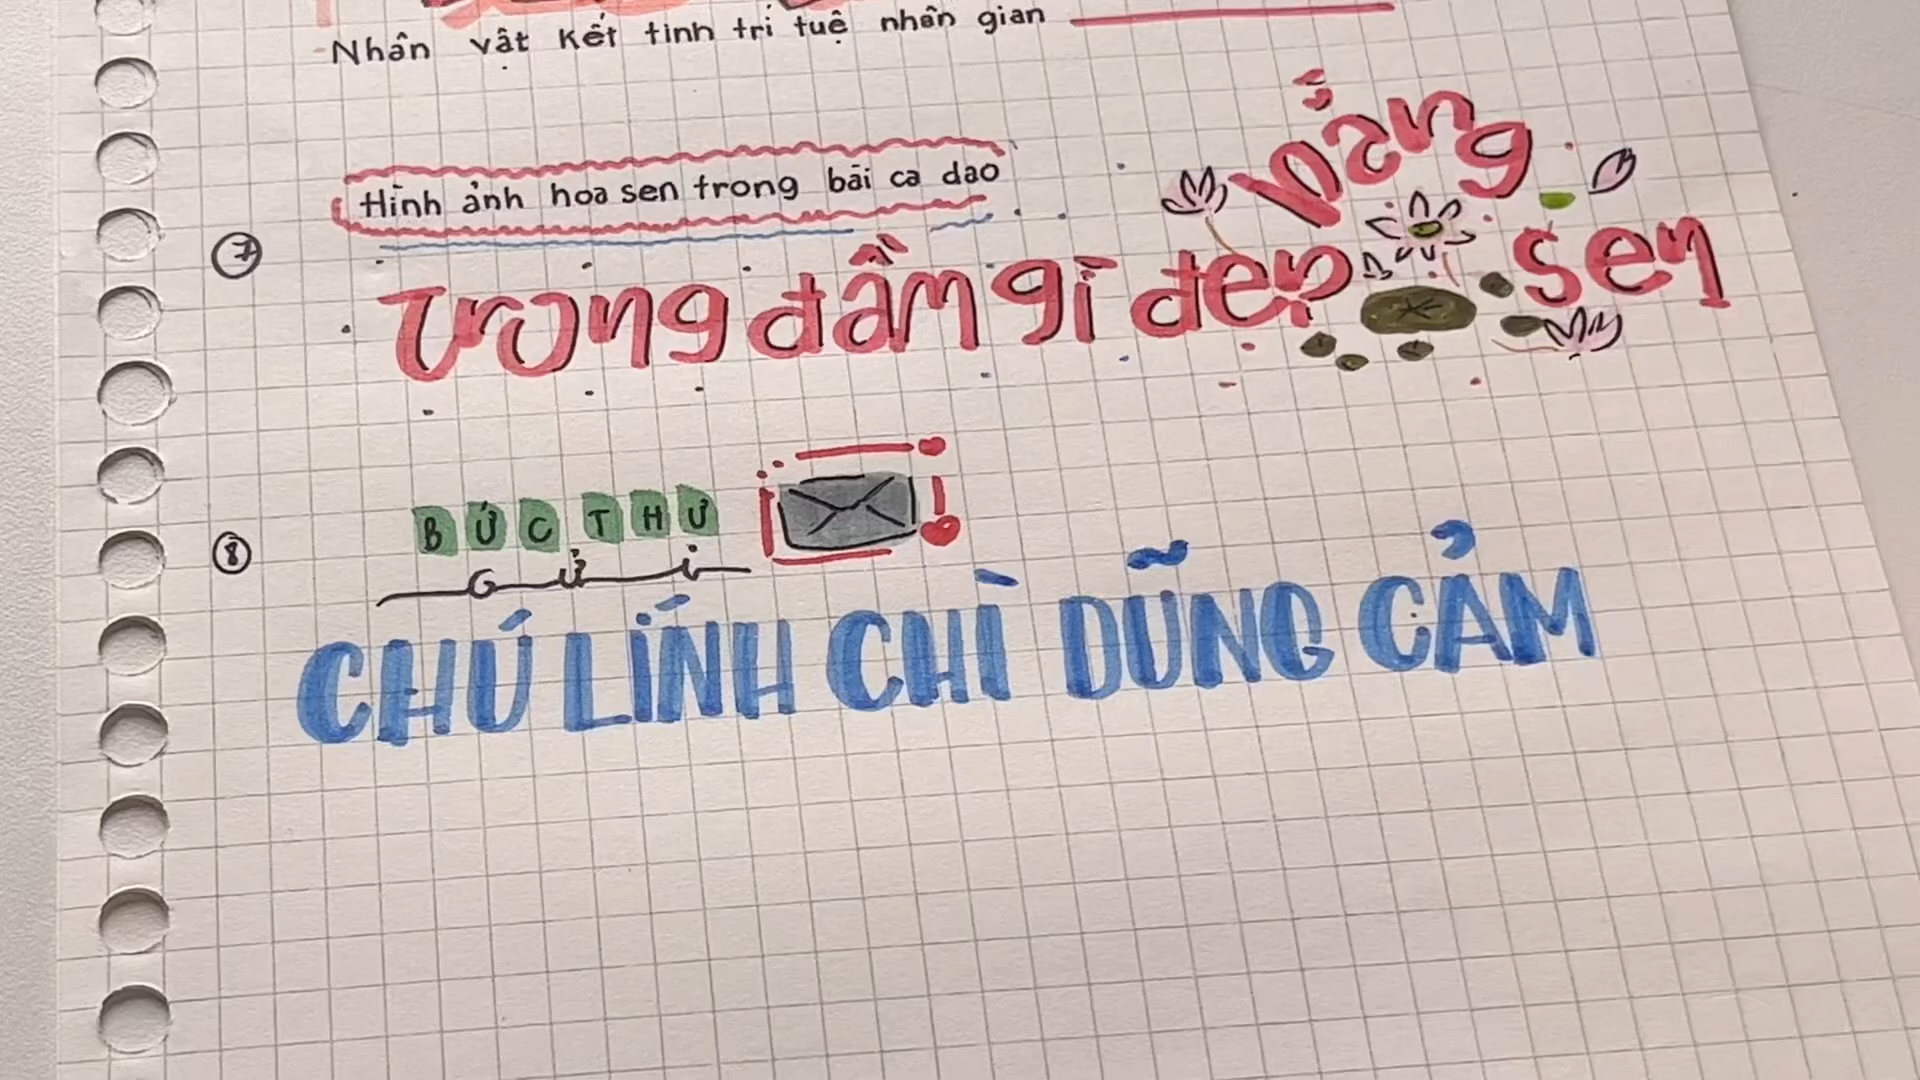 - Nhân vật kết tinh trí tuệ nhân gian
Hình ảnh hoa sen trong bài ca dao
⑦
trong đầm gì đẹp bằng sen
⑧
BỨC THƯ
Gửi
CHÚ LÍNH CHÌ DŨNG CẢM